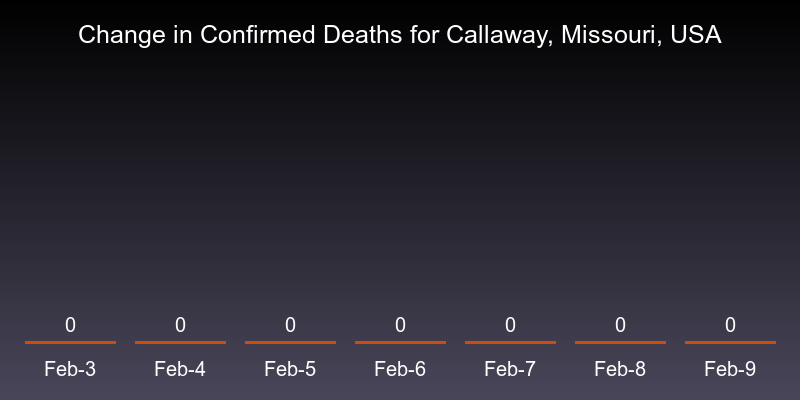 Change in Confirmed Deaths for Callaway, Missouri, USA
0 0 0 0 0 0 0
Feb-3 Feb-4 Feb-5 Feb-6 Feb-7 Feb-8 Feb-9